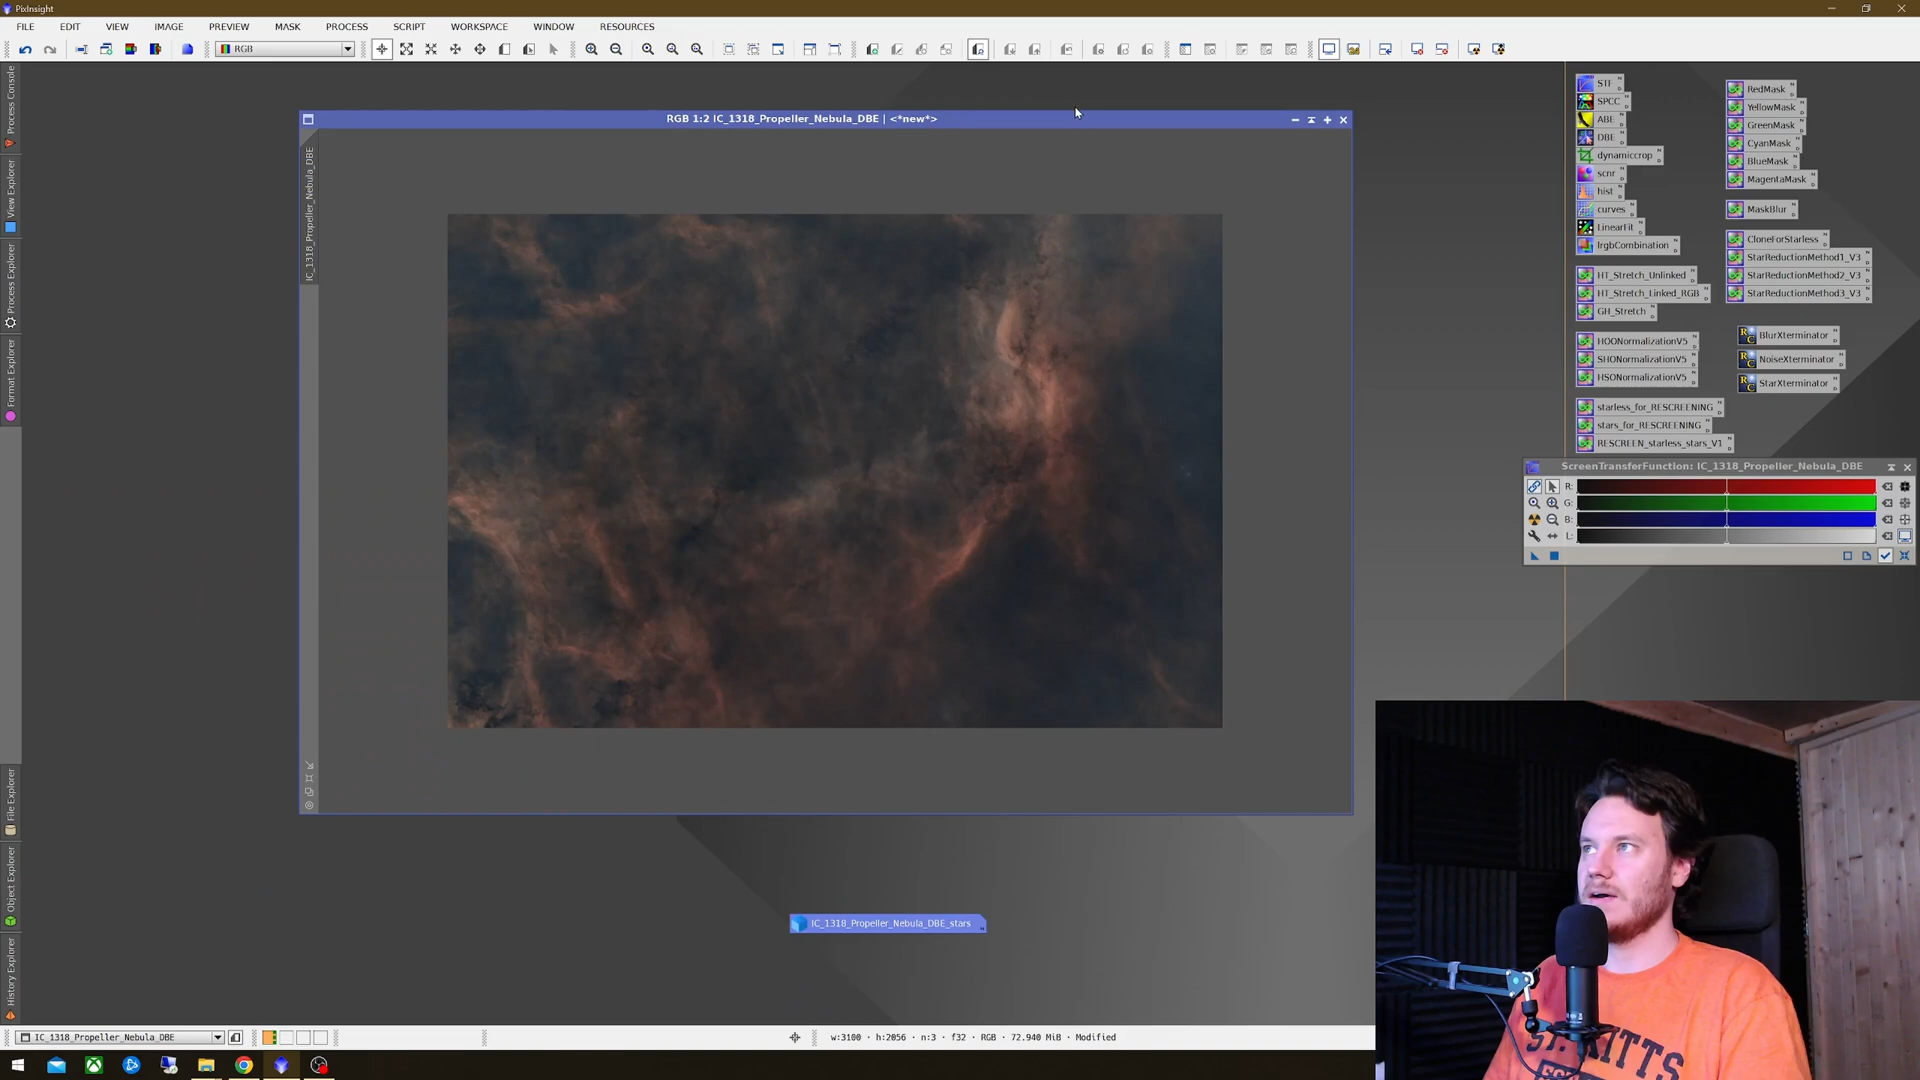 PixInsight
FILE EDIT VIEW IMAGE PREVIEW MASK PROCESS SCRIPT WORKSPACE WINDOW RESOURCES
RGB
Process Console
View Explorer
Process Explorer
Format Explorer
File Explorer
Object Explorer
History Explorer
RGB 1:2 IC_1318_Propeller_Nebula_DBE | <*new*>
IC_1318_Propeller_Nebula_DBE
STF
SPCC
ABE
DBE
dynamiccrop
scnr
hist
curves
LinearFit
lrgbCombination
HT_Stretch_Unlinked
HT_Stretch_Linked_RGB
GH_Stretch
HOONormalizationV5
SHONormalizationV5
HSONormalizationV5
starless_for_RESCREENING
stars_for_RESCREENING
RESCREEN_starless_stars_V1
RedMask
YellowMask
GreenMask
CyanMask
BlueMask
MagentaMask
MaskBlur
CloneForStarless
StarReductionMethod1_V3
StarReductionMethod2_V3
StarReductionMethod3_V3
BlurXterminator
NoiseXterminator
StarXterminator
ScreenTransferFunction: IC_1318_Propeller_Nebula_DBE
R:
G:
B:
L:
IC_1318_Propeller_Nebula_DBE_stars
ST. KITTS
IC_1318_Propeller_Nebula_DBE
w:3100 · h:2056 · n:3 · f32 · RGB · 72.940 MiB · Modified